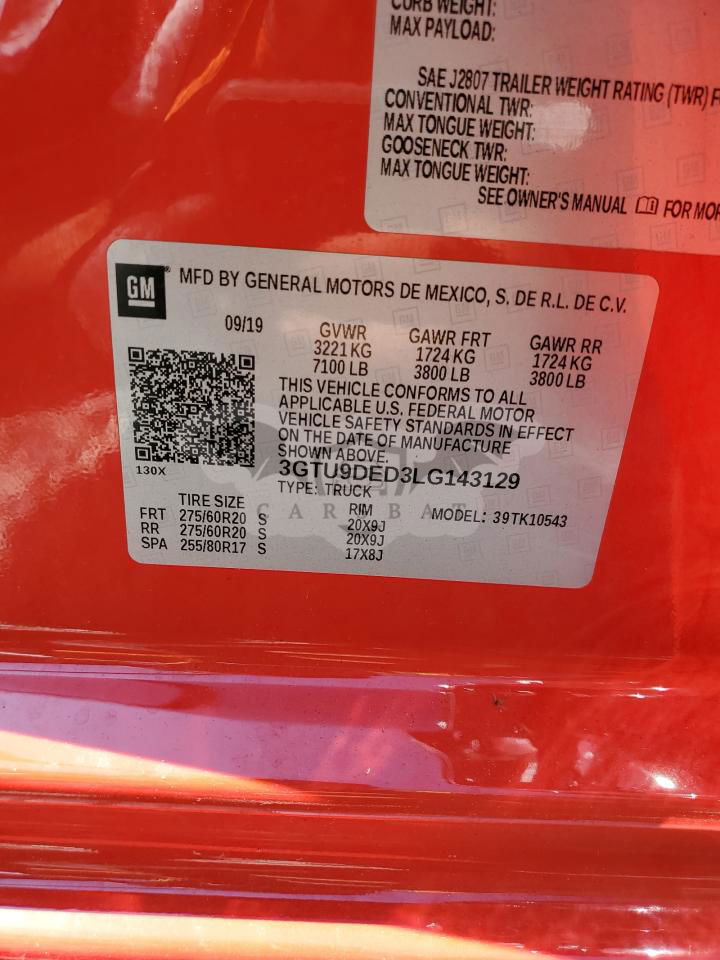 CURB WEIGHT:
MAX PAYLOAD:
SAE J2807 TRAILER WEIGHT RATING (TWR) F
CONVENTIONAL TWR:
MAX TONGUE WEIGHT:
GOOSENECK TWR:
MAX TONGUE WEIGHT:
SEE OWNER'S MANUAL FOR MOR
GM ® MFD BY GENERAL MOTORS DE MEXICO, S. DE R.L. DE C.V.
09/19 GVWR GAWR FRT GAWR RR
3221 KG 1724 KG 1724 KG
7100 LB 3800 LB 3800 LB
THIS VEHICLE CONFORMS TO ALL
APPLICABLE U.S. FEDERAL MOTOR
VEHICLE SAFETY STANDARDS IN EFFECT
ON THE DATE OF MANUFACTURE
SHOWN ABOVE.
130X 3GTU9DED3LG143129
TYPE: TRUCK
TIRE SIZE RIM MODEL: 39TK10543
FRT 275/60R20 S 20X9J
RR 275/60R20 S 20X9J
SPA 255/80R17 S 17X8J
CAR BAT